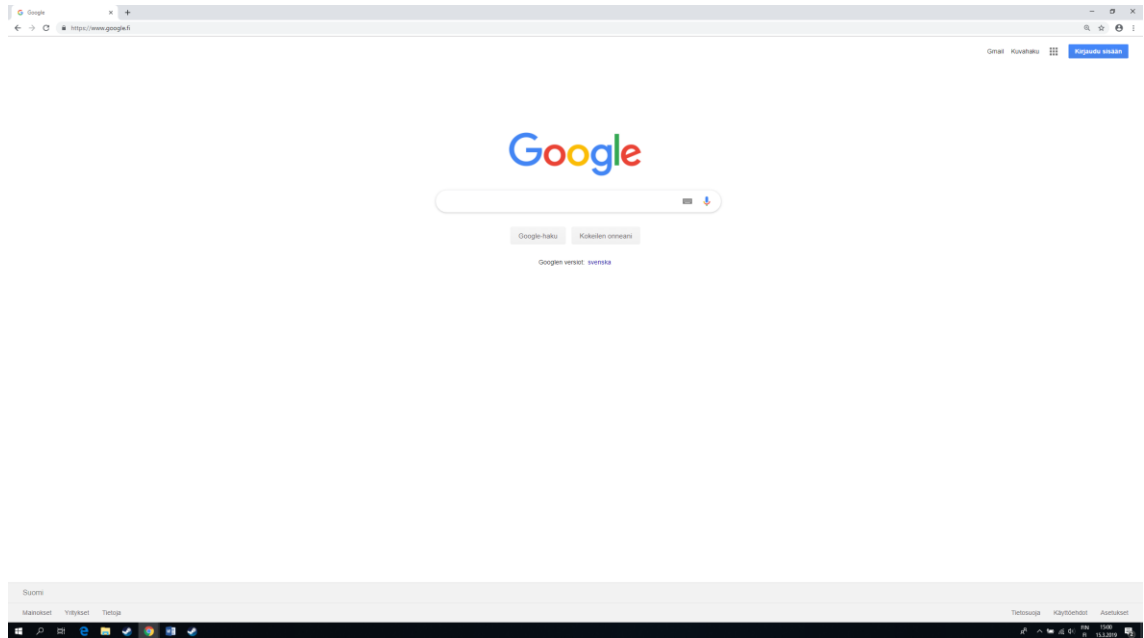 Google
https://www.google.fi
Gmail Kuvahaku Kirjaudu sisään
Google
Google-haku Kokeilen onneani
Googlen versiot: svenska
Suomi
Mainokset Yritykset Tietoja Tietosuoja Käyttöehdot Asetukset
FIN 15:00
FI 15.3.2019